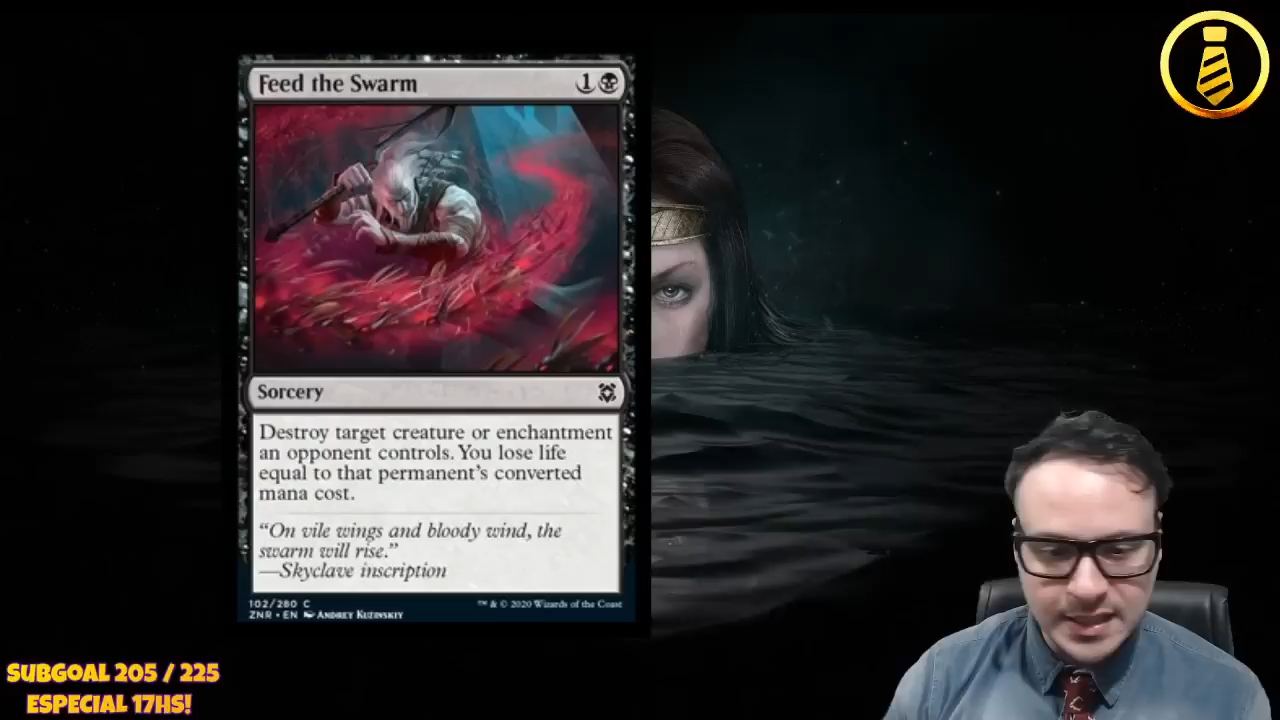 Feed the Swarm 1
Sorcery
Destroy target creature or enchantment
an opponent controls. You lose life
equal to that permanent's converted
mana cost.
“On vile wings and bloody wind, the
swarm will rise.”
—Skyclave inscription
102/280 C
ZNR • EN ANDREY KUZINSKIY
™ & © 2020 Wizards of the Coast
SUBGOAL 205 / 225
ESPECIAL 17HS!